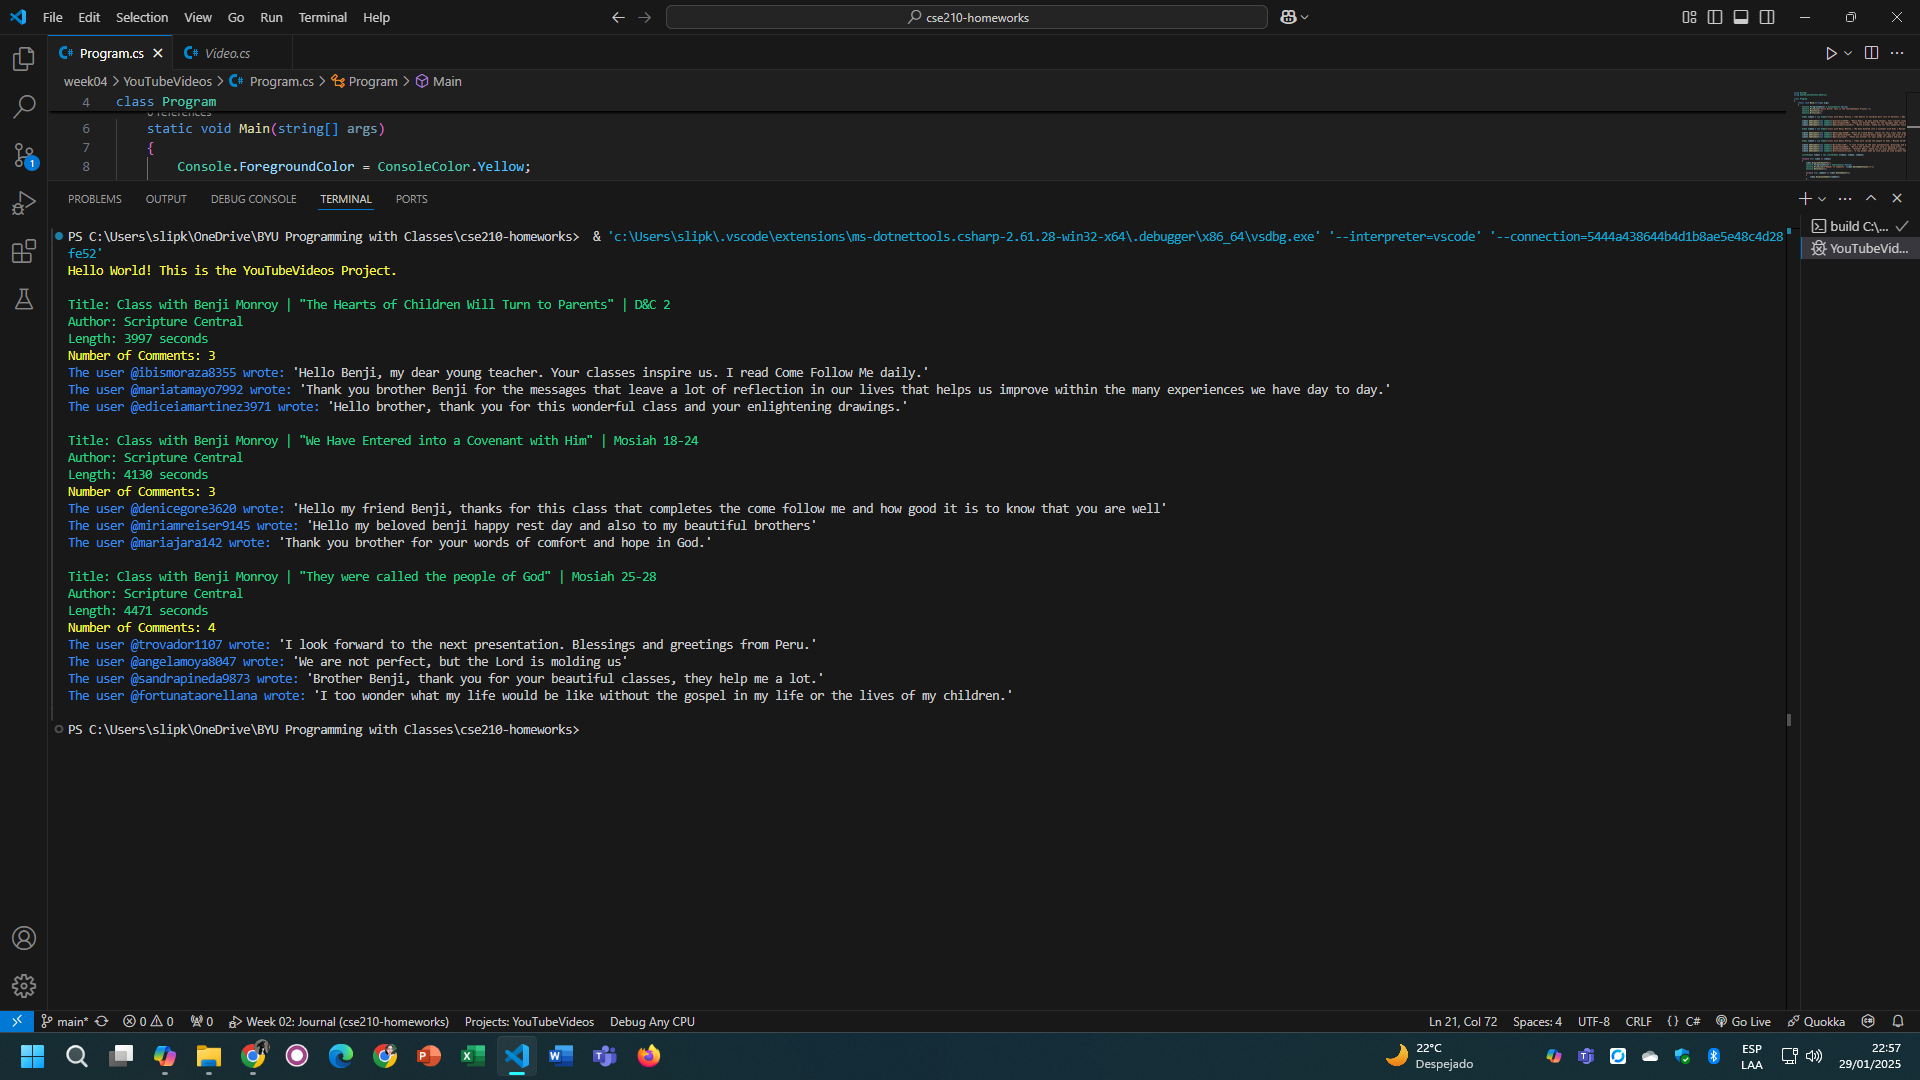 File Edit Selection View Go Run Terminal Help
cse210-homeworks
Program.cs
Video.cs
week04 > YouTubeVideos > Program.cs > Program > Main
4 class Program
0 references
6 static void Main(string[] args)
7 {
8 Console.ForegroundColor = ConsoleColor.Yellow;
PROBLEMS OUTPUT DEBUG CONSOLE TERMINAL PORTS
build C:\...
YouTubeVid...
PS C:\Users\slipk\OneDrive\BYU Programming with Classes\cse210-homeworks>  & 'c:\Users\slipk\.vscode\extensions\ms-dotnettools.csharp-2.61.28-win32-x64\.debugger\x86_64\vsdbg.exe' '--interpreter=vscode' '--connection=5444a438644b4d1b8ae5e48c4d28
fe52'
Hello World! This is the YouTubeVideos Project.
Title: Class with Benji Monroy | "The Hearts of Children Will Turn to Parents" | D&C 2
Author: Scripture Central
Length: 3997 seconds
Number of Comments: 3
The user @ibismoraza8355 wrote: 'Hello Benji, my dear young teacher. Your classes inspire us. I read Come Follow Me daily.'
The user @mariatamayo7992 wrote: 'Thank you brother Benji for the messages that leave a lot of reflection in our lives that helps us improve within the many experiences we have day to day.'
The user @ediceiamartinez3971 wrote: 'Hello brother, thank you for this wonderful class and your enlightening drawings.'
Title: Class with Benji Monroy | "We Have Entered into a Covenant with Him" | Mosiah 18-24
Author: Scripture Central
Length: 4130 seconds
Number of Comments: 3
The user @denicegore3620 wrote: 'Hello my friend Benji, thanks for this class that completes the come follow me and how good it is to know that you are well'
The user @miriamreiser9145 wrote: 'Hello my beloved benji happy rest day and also to my beautiful brothers'
The user @mariajara142 wrote: 'Thank you brother for your words of comfort and hope in God.'
Title: Class with Benji Monroy | "They were called the people of God" | Mosiah 25-28
Author: Scripture Central
Length: 4471 seconds
Number of Comments: 4
The user @trovador1107 wrote: 'I look forward to the next presentation. Blessings and greetings from Peru.'
The user @angelamoya8047 wrote: 'We are not perfect, but the Lord is molding us'
The user @sandrapineda9873 wrote: 'Brother Benji, thank you for your beautiful classes, they help me a lot.'
The user @fortunataorellana wrote: 'I too wonder what my life would be like without the gospel in my life or the lives of my children.'
PS C:\Users\slipk\OneDrive\BYU Programming with Classes\cse210-homeworks>
main* 0 0 0 Week 02: Journal (cse210-homeworks) Projects: YouTubeVideos Debug Any CPU
Ln 21, Col 72 Spaces: 4 UTF-8 CRLF {} C# Go Live Quokka
22°C
Despejado
ESP
LAA
22:57
29/01/2025